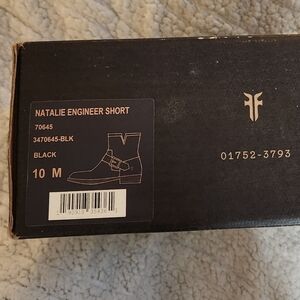 NATALIE ENGINEER SHORT
70645
3470645-BLK
BLACK
10 M
01752-3793